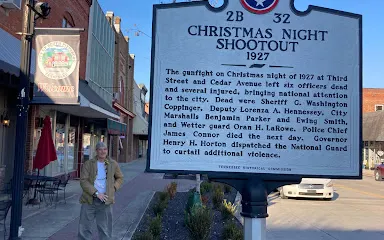 2B 32
CHRISTMAS NIGHT
SHOOTOUT
1927
The gunfight on Christmas night of 1927 at Third
Street and Cedar Avenue left six officers dead
and several injured, bringing national attention
to the city. Dead were Sheriff G. Washington
Coppinger, Deputy Lorenza A. Hennessey, City
Marshalls Benjamin Parker and Ewing Smith,
and Wetter guard Oran H. LaRowe. Police Chief
James Connor died the next day. Governor
Henry H. Horton dispatched the National Guard
to curtail additional violence.
TENNESSEE HISTORICAL COMMISSION